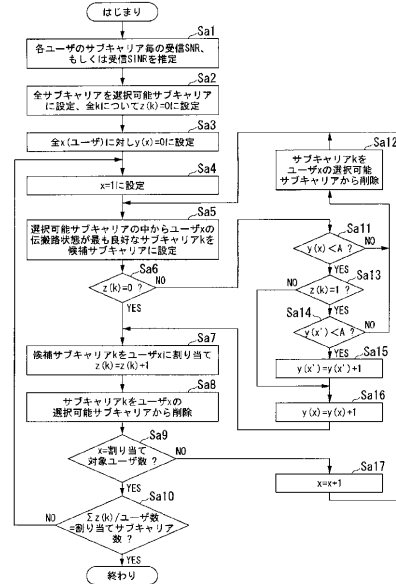 はじまり
Sa1
各ユーザのサブキャリア毎の受信SNR、
もしくは受信SINRを推定
Sa2
全サブキャリアを選択可能サブキャリア
に設定、全kについてz(k)=0に設定
Sa3
全x(ユーザ)に対しy(x)=0に設定
Sa4
x=1に設定
Sa5
選択可能サブキャリアの中からユーザxの
伝搬路状態が最も良好なサブキャリアkを
候補サブキャリアに設定
Sa6
z(k)=0 ?
NO
YES
Sa7
候補サブキャリアkをユーザxに割り当て
z(k)=z(k)+1
Sa8
サブキャリアkをユーザxの
選択可能サブキャリアから削除
Sa9
x=割り当て
対象ユーザ数 ?
NO
YES
Sa10
Σz(k)/ユーザ数
=割り当てサブキャリア
数 ?
NO
YES
終わり
Sa12
サブキャリアkを
ユーザxの選択可能
サブキャリアから削除
Sa11
y(x)<A ?
NO
YES
Sa13
z(k)=1 ?
NO
YES
Sa14
y(x')<A ?
NO
YES
Sa15
y(x')=y(x')+1
Sa16
y(x)=y(x)+1
Sa17
x=x+1